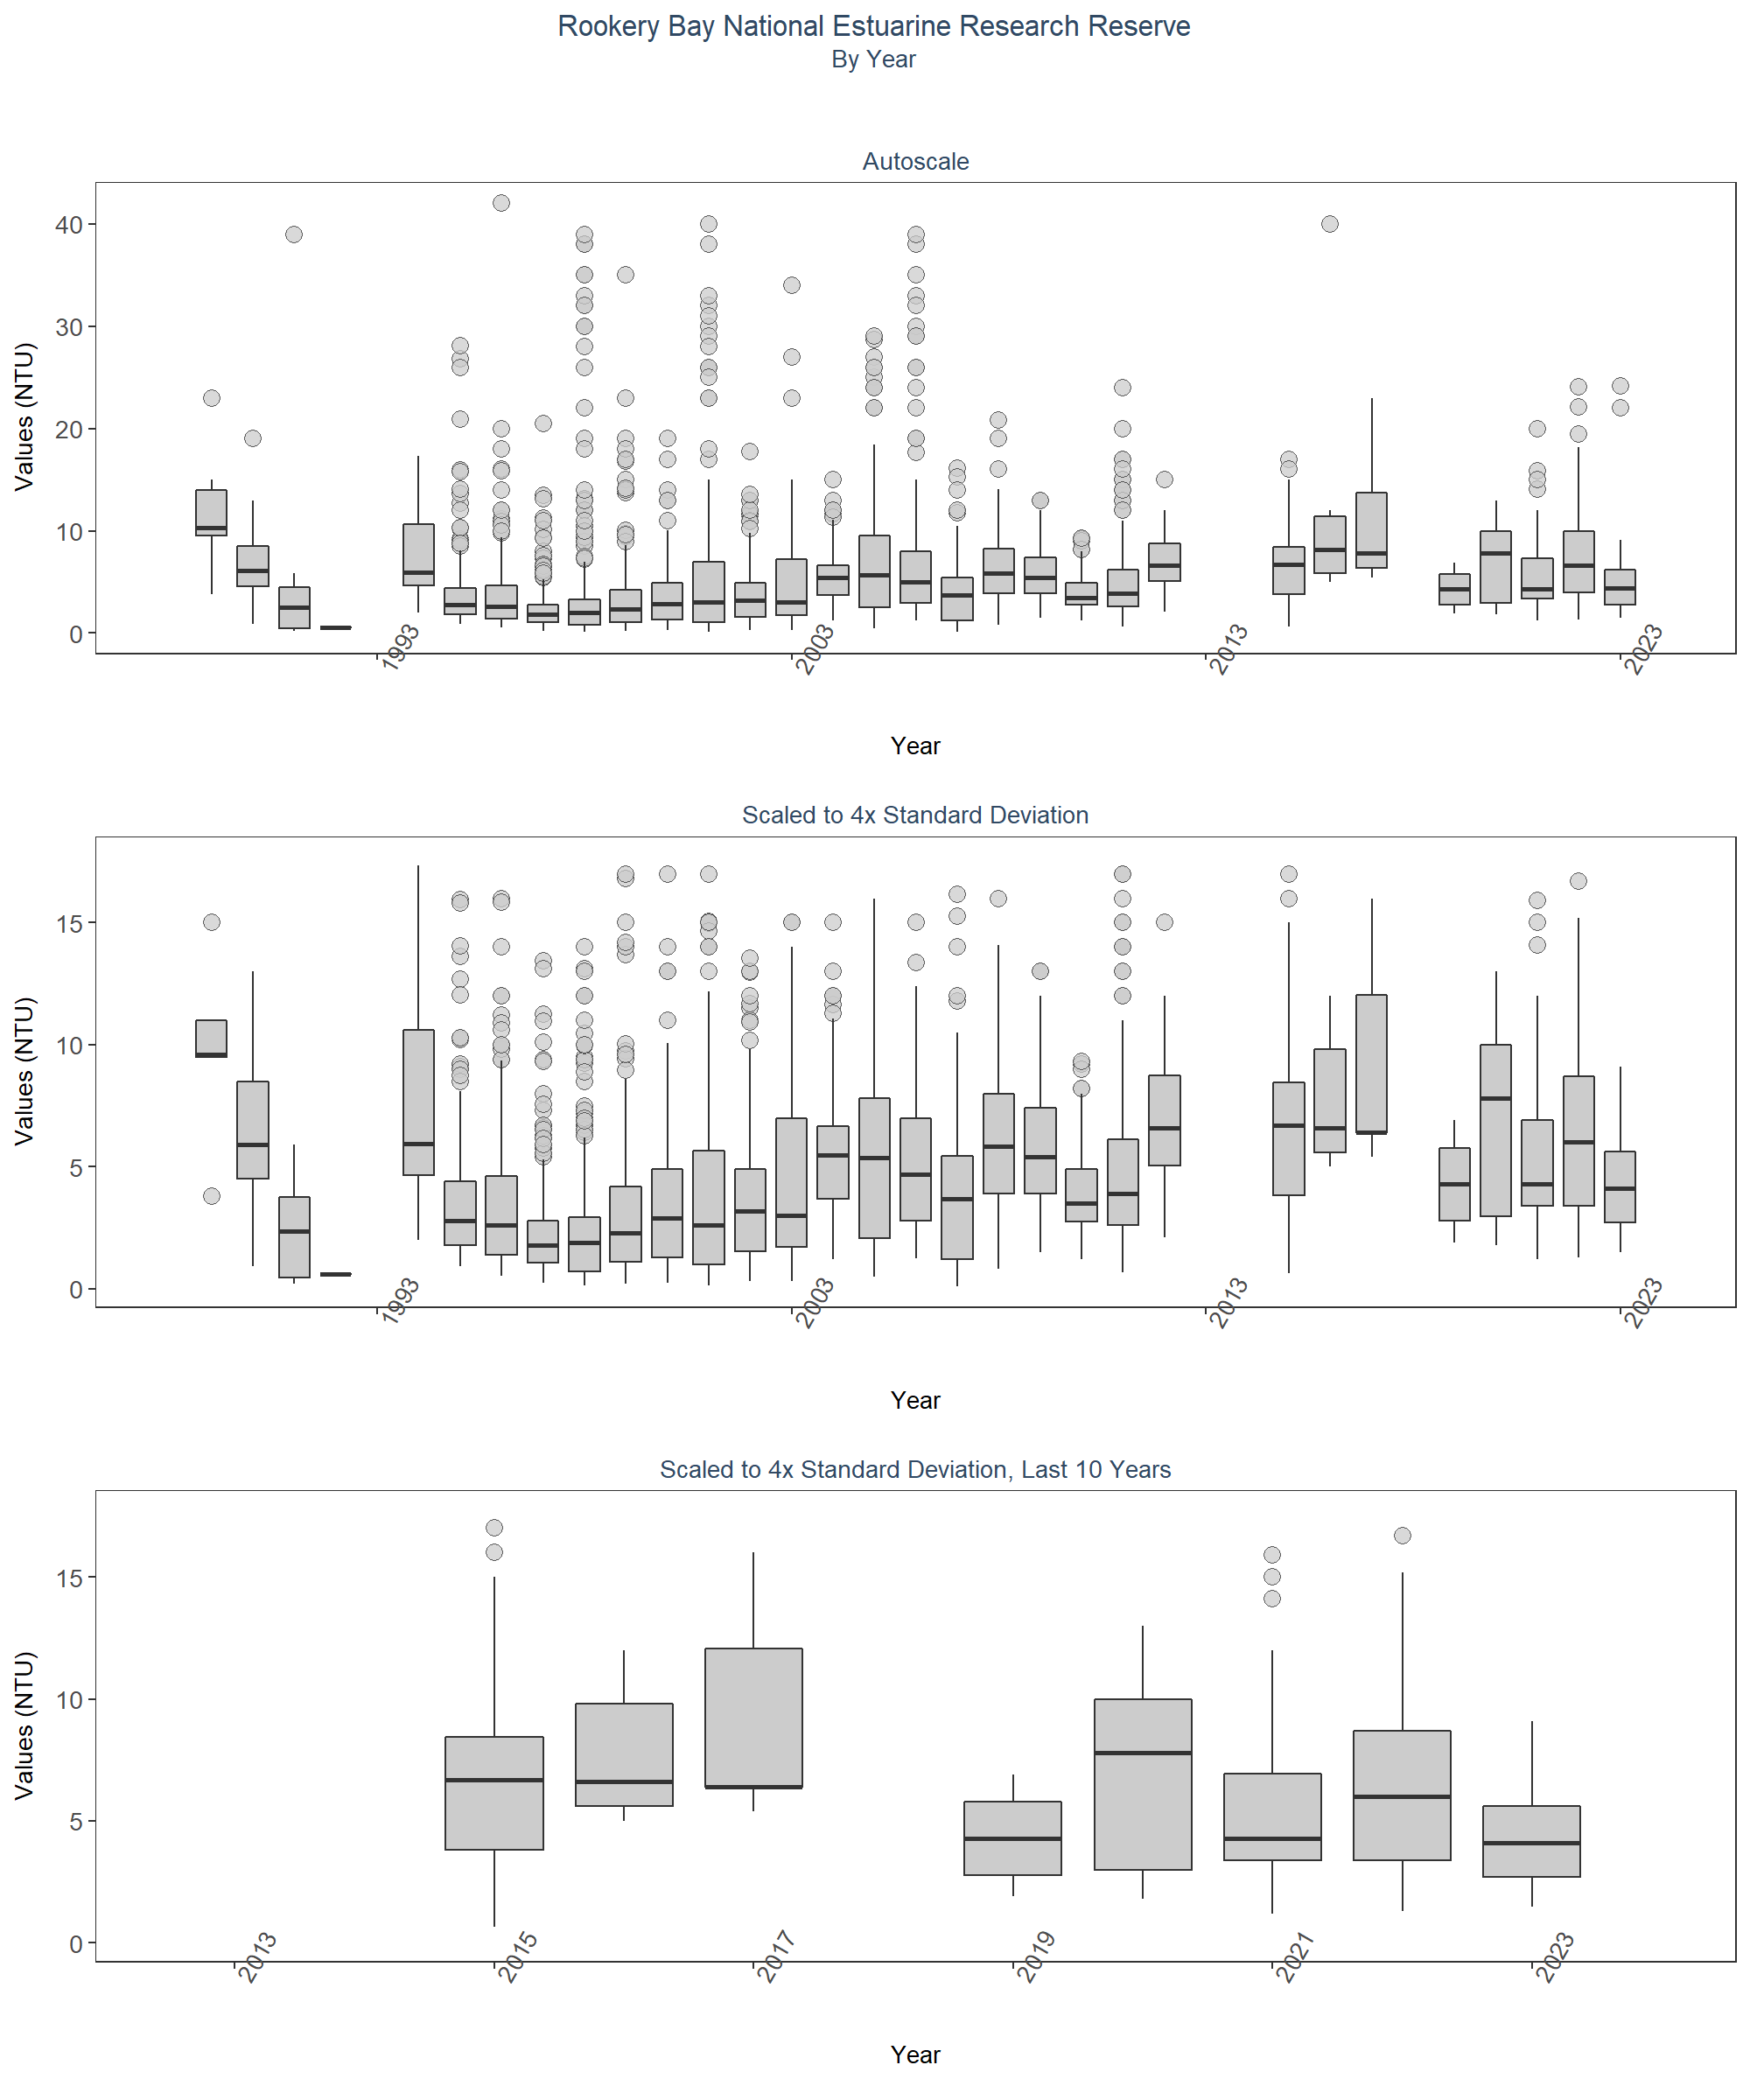 Rookery Bay National Estuarine Research Reserve
By Year
Autoscale
Values (NTU)
40
30
20
10
0
1993
2003
2013
2023
Year
Scaled to 4x Standard Deviation
Values (NTU)
15
10
5
0
1993
2003
2013
2023
Year
Scaled to 4x Standard Deviation, Last 10 Years
Values (NTU)
15
10
5
0
2013
2015
2017
2019
2021
2023
Year